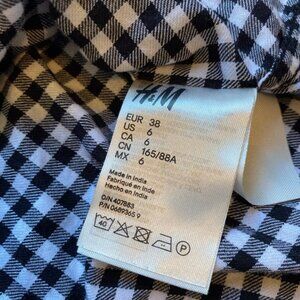 H&M
EUR 38
US 6
CA 6
CN 165/88A
MX 6
Made in India
Fabriqué en Inde
Hecho en India
O/N 407883
P/N 0689365 9
40 P